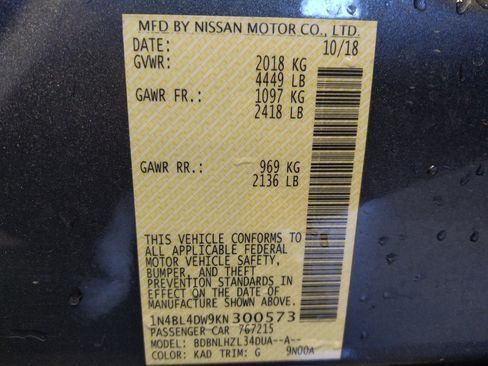 MFD BY NISSAN MOTOR CO., LTD.
DATE: 10/18
GVWR: 2018 KG
4449 LB
GAWR FR.: 1097 KG
2418 LB
GAWR RR.: 969 KG
2136 LB
THIS VEHICLE CONFORMS TO
ALL APPLICABLE FEDERAL
MOTOR VEHICLE SAFETY,
BUMPER, AND THEFT
PREVENTION STANDARDS IN
EFFECT ON THE DATE OF
MANUFACTURE SHOWN ABOVE.
1N4BL4DW9KN300573
PASSENGER CAR 767215
MODEL: BDBNLHZL34DUA--A--
COLOR: KAD TRIM: G 9N00A